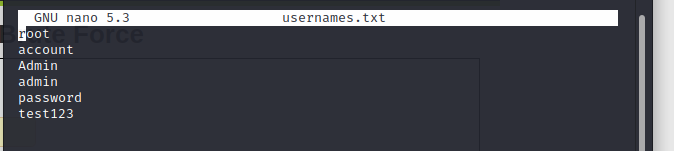 GNU nano 5.3 usernames.txt
root
account
Admin
admin
password
test123